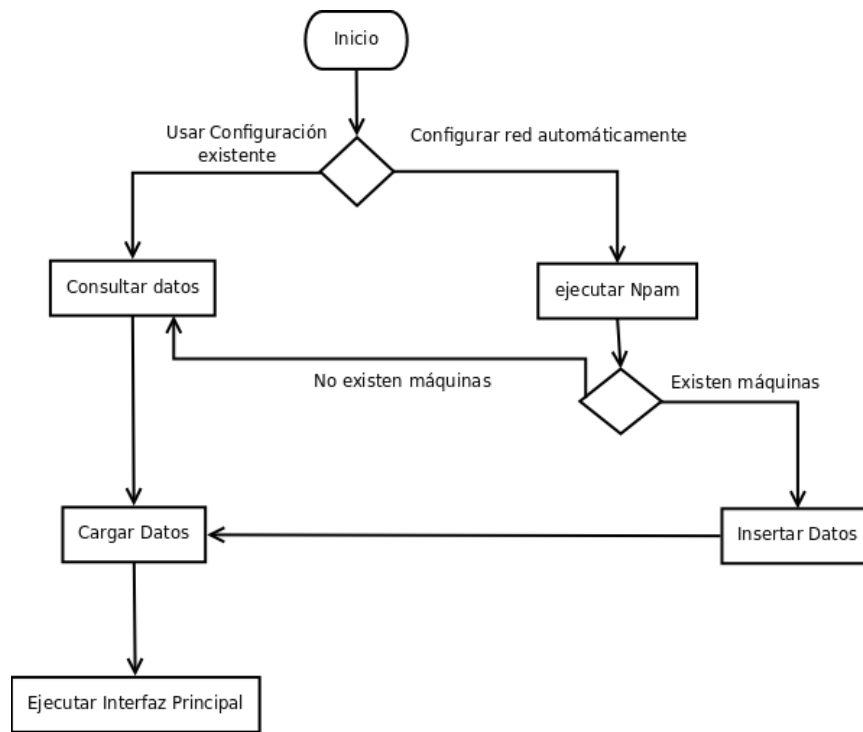 Inicio
Usar Configuración
existente
Configurar red automáticamente
Consultar datos
ejecutar Npam
No existen máquinas
Existen máquinas
Cargar Datos
Insertar Datos
Ejecutar Interfaz Principal